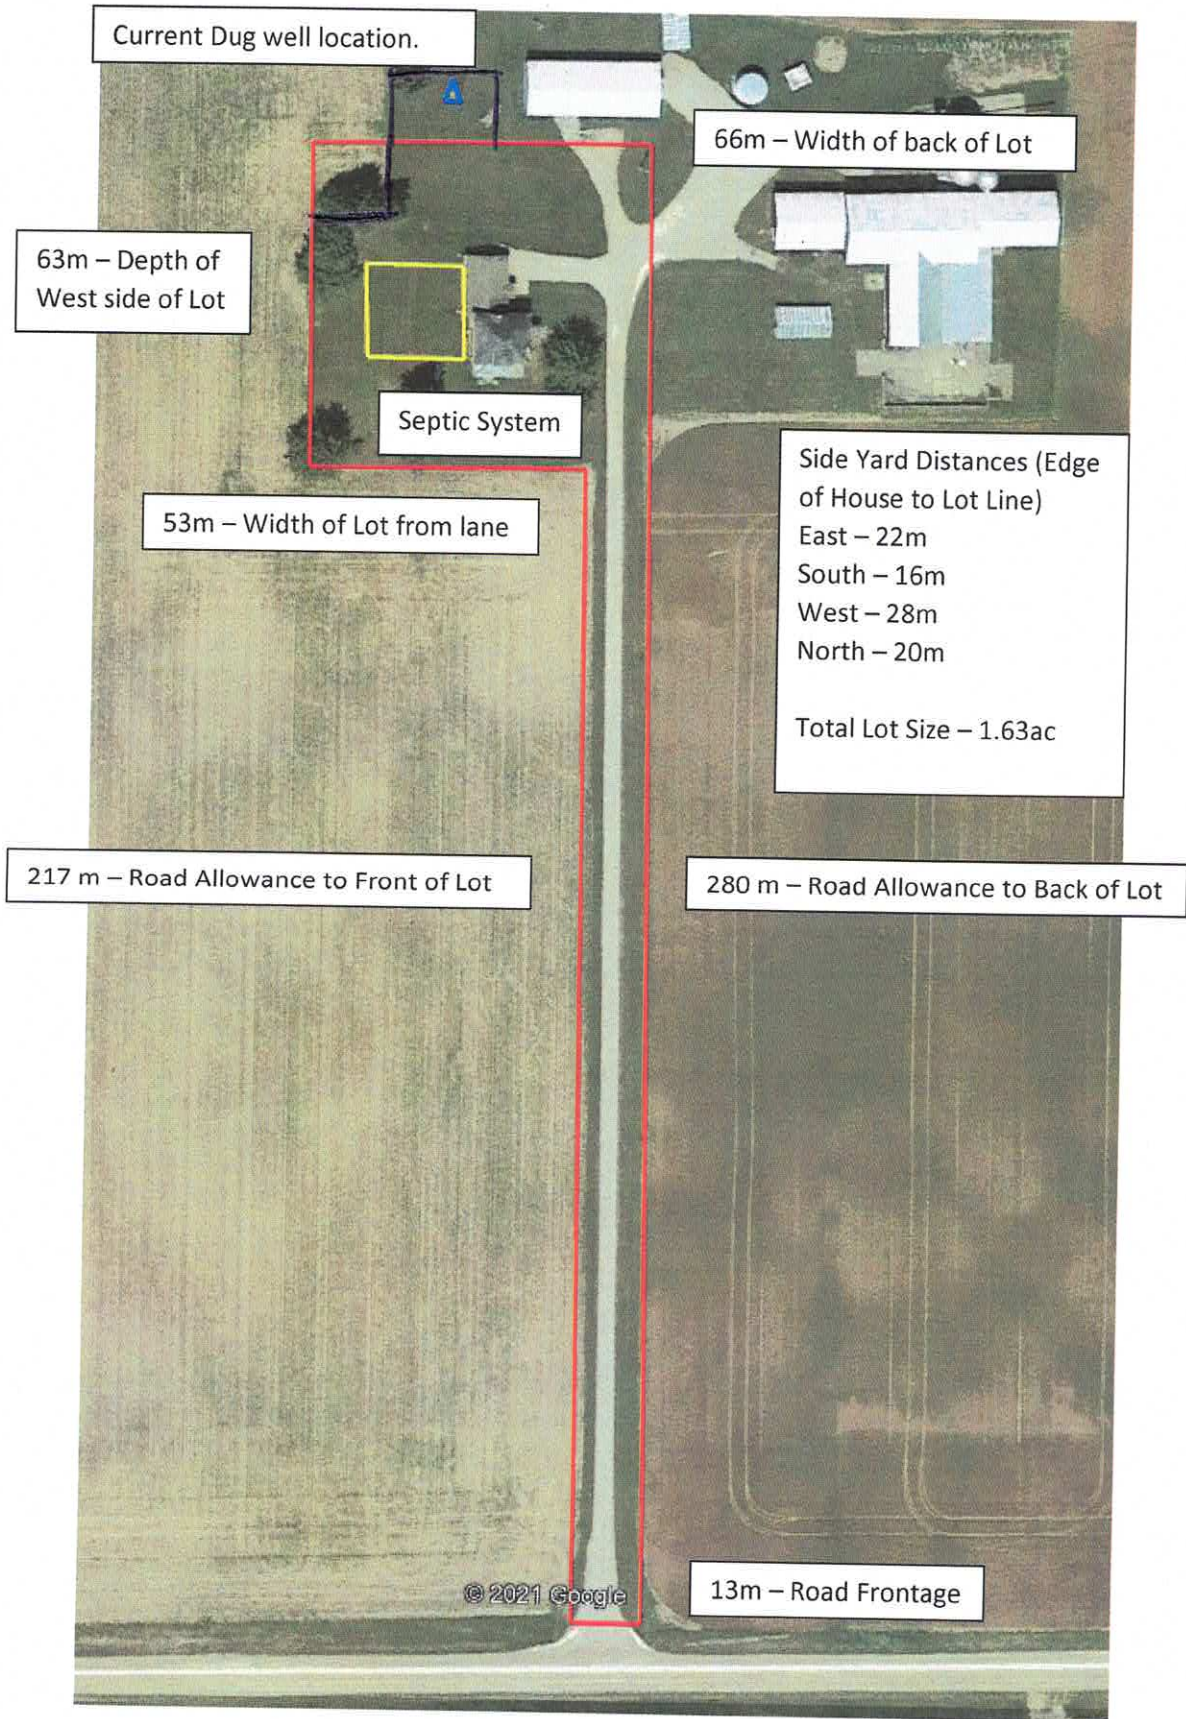 Current Dug well location.
66m – Width of back of Lot
63m – Depth of
West side of Lot
Septic System
Side Yard Distances (Edge
of House to Lot Line)
East – 22m
South – 16m
West – 28m
North – 20m
Total Lot Size – 1.63ac
53m – Width of Lot from lane
217 m – Road Allowance to Front of Lot
280 m – Road Allowance to Back of Lot
© 2021 Google
13m – Road Frontage